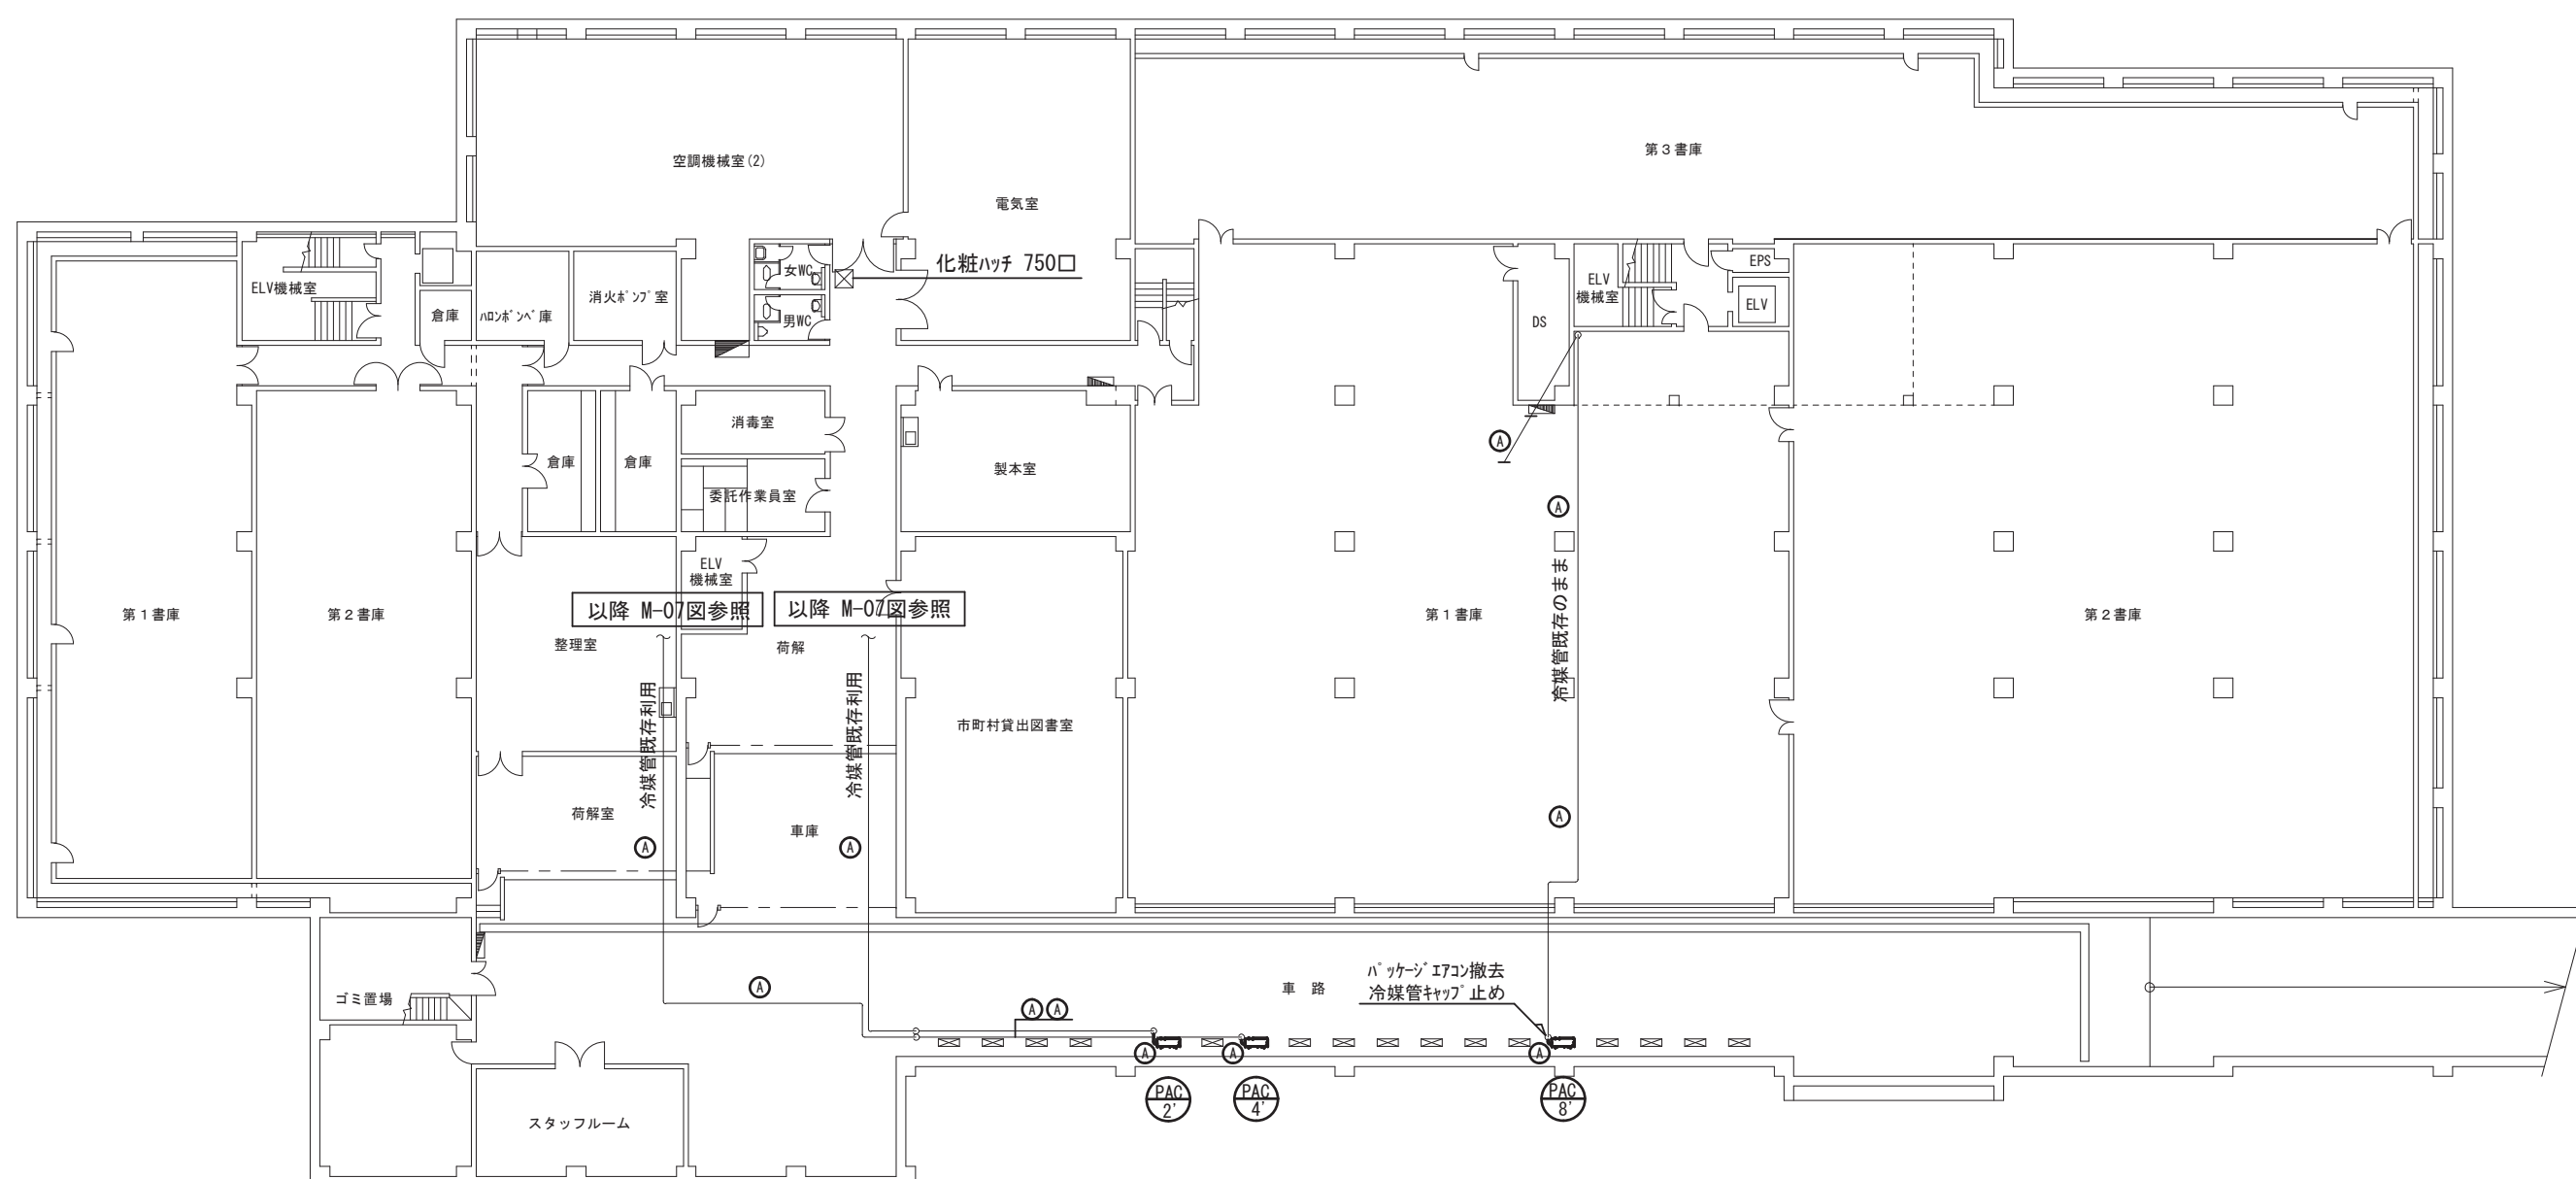 空調機械室(2)
第３書庫
電気室
女WC
化粧ハッチ 750□
EPS
ELV機械室
ELV
機械室
倉庫
ハロンボンベ庫
消火ポンプ室
男WC
DS
ELV
消毒室
倉庫
倉庫
製本室
委託作業員室
A
A
ELV
機械室
以降 M-07図参照
以降 M-07図参照
第１書庫
第２書庫
整理室
荷解
第１書庫
第２書庫
冷媒管既存のまま
冷媒管既存利用
冷媒管既存利用
市町村貸出図書室
荷解室
車庫
A
A
A
パッケージエアコン撤去
冷媒管キャップ止め
車　路
ゴミ置場
A
A A
A
A
A
PAC
2'
PAC
4'
PAC
8'
スタッフルーム